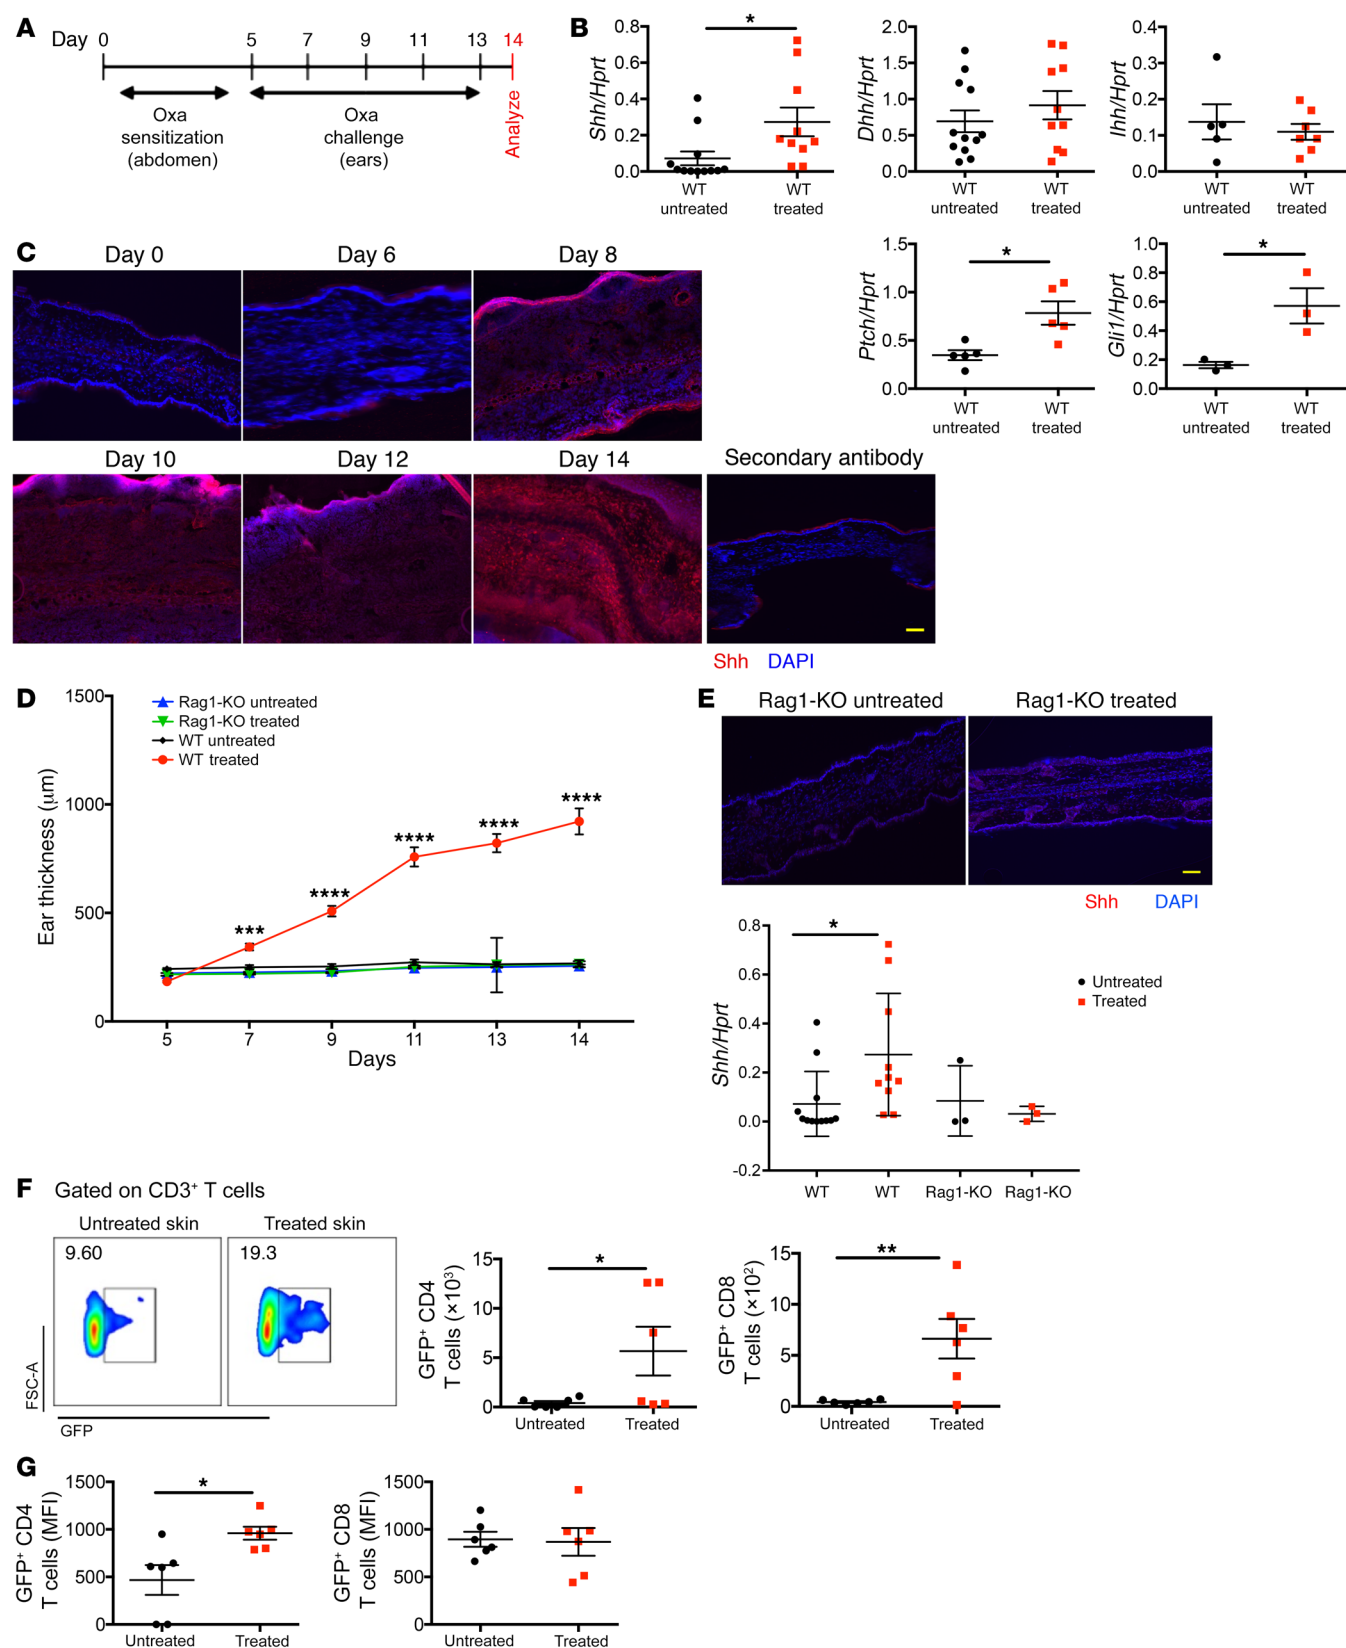 A
Day 0 5 7 9 11 13 14
Oxa
sensitization
(abdomen)
Oxa
challenge
(ears)
Analyze
B
Shh/Hprt
0.8
0.6
0.4
0.2
0.0
*
WT
untreated
WT
treated
Dhh/Hprt
2.0
1.5
1.0
0.5
0.0
WT
untreated
WT
treated
Ihh/Hprt
0.4
0.3
0.2
0.1
0.0
WT
untreated
WT
treated
Ptch/Hprt
1.5
1.0
0.5
0.0
*
WT
untreated
WT
treated
Gli1/Hprt
1.0
0.8
0.6
0.4
0.2
0.0
*
WT
untreated
WT
treated
C
Day 0
Day 6
Day 8
Day 10
Day 12
Day 14
Secondary antibody
Shh DAPI
D
Ear thickness (μm)
1500
1000
500
0
Rag1-KO untreated
Rag1-KO treated
WT untreated
WT treated
***
****
****
****
****
5 7 9 11 13 14
Days
E
Rag1-KO untreated
Rag1-KO treated
Shh DAPI
Shh/Hprt
0.8
0.6
0.4
0.2
0.0
-0.2
*
Untreated
Treated
WT WT Rag1-KO Rag1-KO
F
Gated on CD3⁺ T cells
Untreated skin
Treated skin
9.60
19.3
FSC-A
GFP
GFP⁺ CD4
T cells (×10³)
15
10
5
0
*
Untreated Treated
GFP⁺ CD8
T cells (×10²)
15
10
5
0
**
Untreated Treated
G
GFP⁺ CD4
T cells (MFI)
1500
1000
500
0
*
Untreated Treated
GFP⁺ CD8
T cells (MFI)
1500
1000
500
0
Untreated Treated